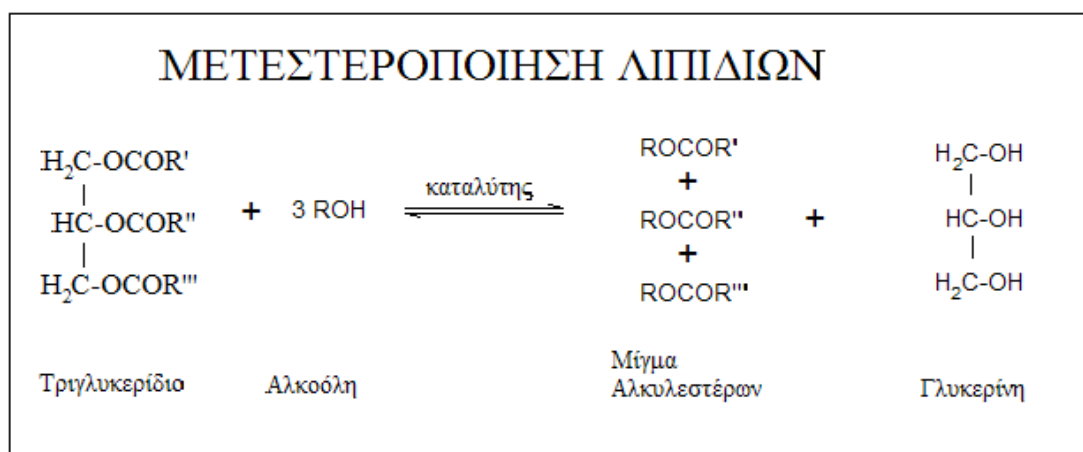 ΜΕΤΕΣΤΕΡΟΠΟΙΗΣΗ ΛΙΠΙΔΙΩΝ
H₂C-OCOR'
HC-OCOR''
H₂C-OCOR'''
+
3 ROH
καταλύτης
ROCOR'
+
ROCOR''
+
ROCOR'''
+
H₂C-OH
HC-OH
H₂C-OH
Τριγλυκερίδιο
Αλκοόλη
Μίγμα
Αλκυλεστέρων
Γλυκερίνη